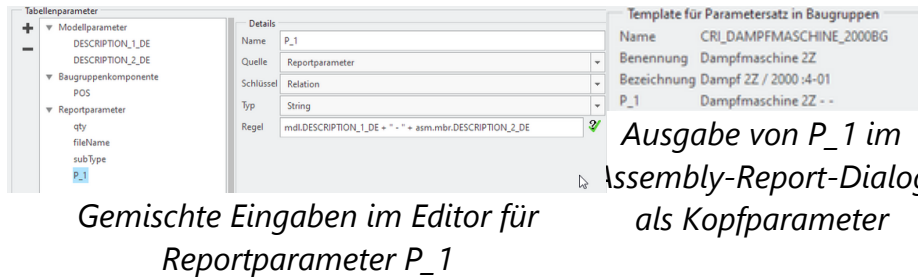 Tabellenparameter
Modellparameter
DESCRIPTION_1_DE
DESCRIPTION_2_DE
Baugruppenkomponente
POS
Reportparameter
qty
fileName
subType
P_1
Details
Name P_1
Quelle Reportparameter
Schlüssel Relation
Typ String
Regel mdl.DESCRIPTION_1_DE + " - " + asm.mbr.DESCRIPTION_2_DE
Gemischte Eingaben im Editor für
Reportparameter P_1
Template für Parametersatz in Baugruppen
Name CRI_DAMPFMASCHINE_2000BG
Benennung Dampfmaschine 2Z
Bezeichnung Dampf 2Z / 2000 :4-01
P_1 Dampfmaschine 2Z - -
Ausgabe von P_1 im
Assembly-Report-Dialog
als Kopfparameter